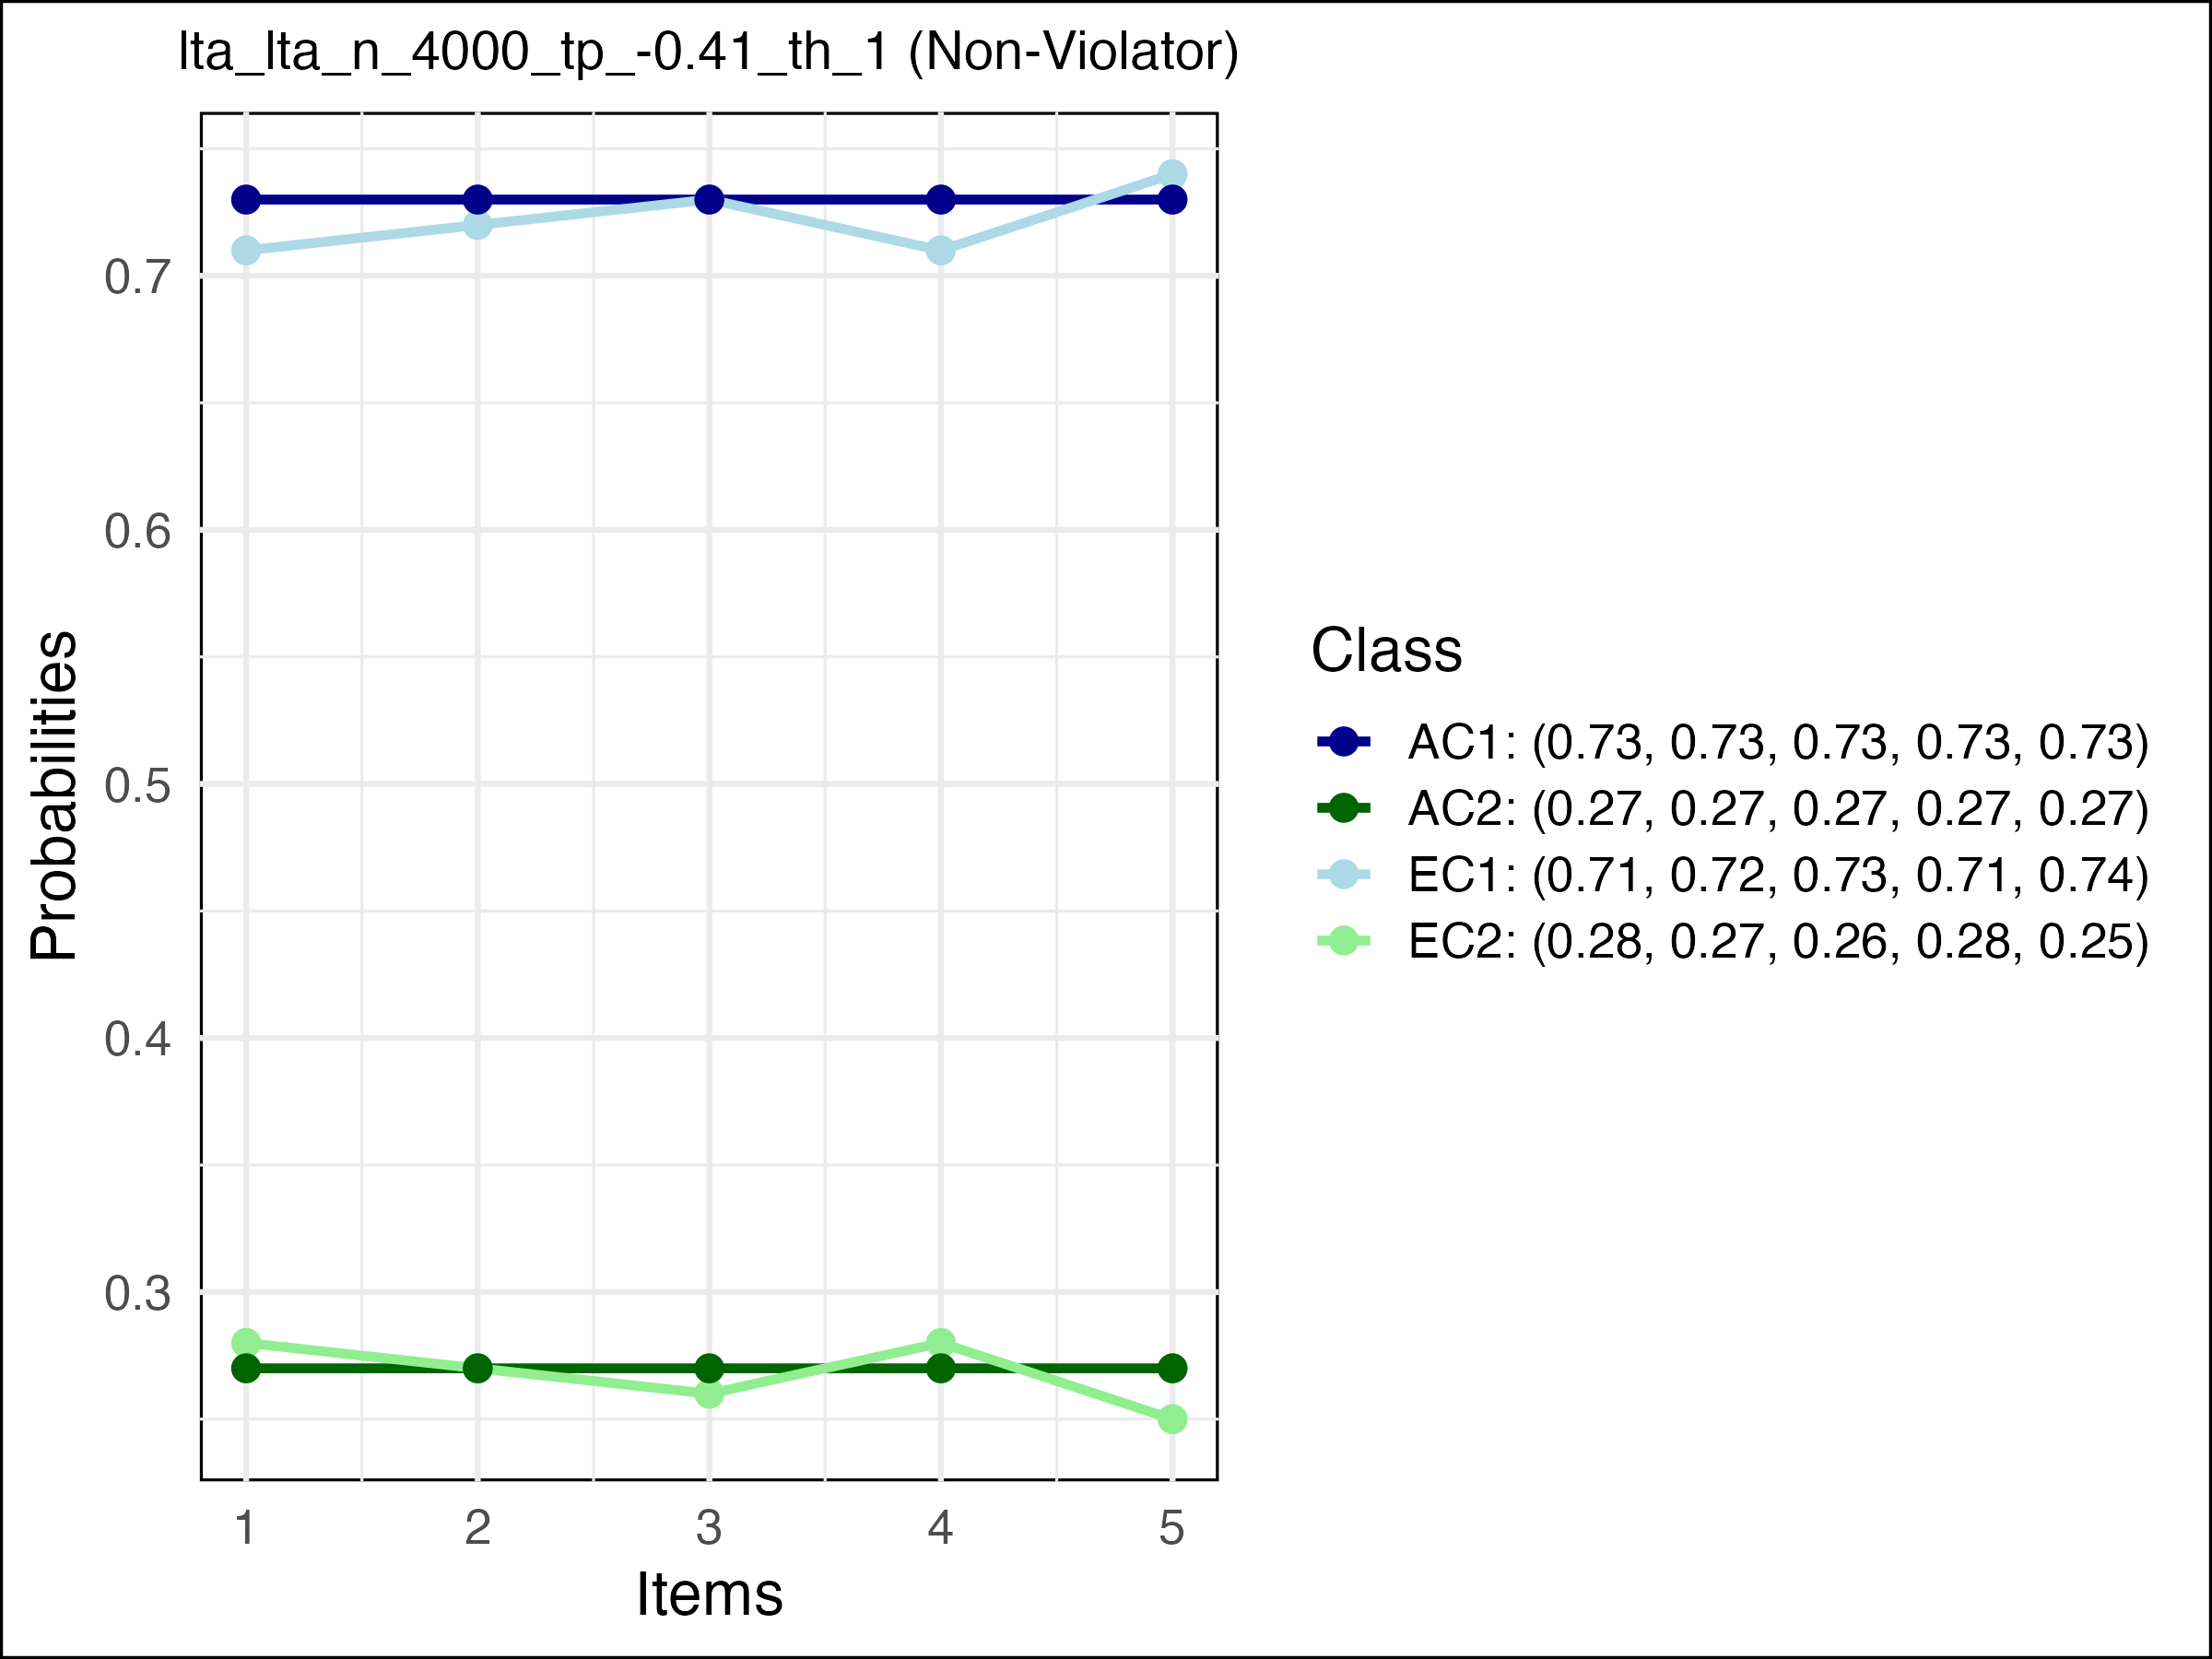 lta_lta_n_4000_tp_-0.41_th_1 (Non-Violator)
Probabilities
0.7
0.6
0.5
0.4
0.3
1 2 3 4 5
Items
Class
AC1: (0.73, 0.73, 0.73, 0.73, 0.73)
AC2: (0.27, 0.27, 0.27, 0.27, 0.27)
EC1: (0.71, 0.72, 0.73, 0.71, 0.74)
EC2: (0.28, 0.27, 0.26, 0.28, 0.25)